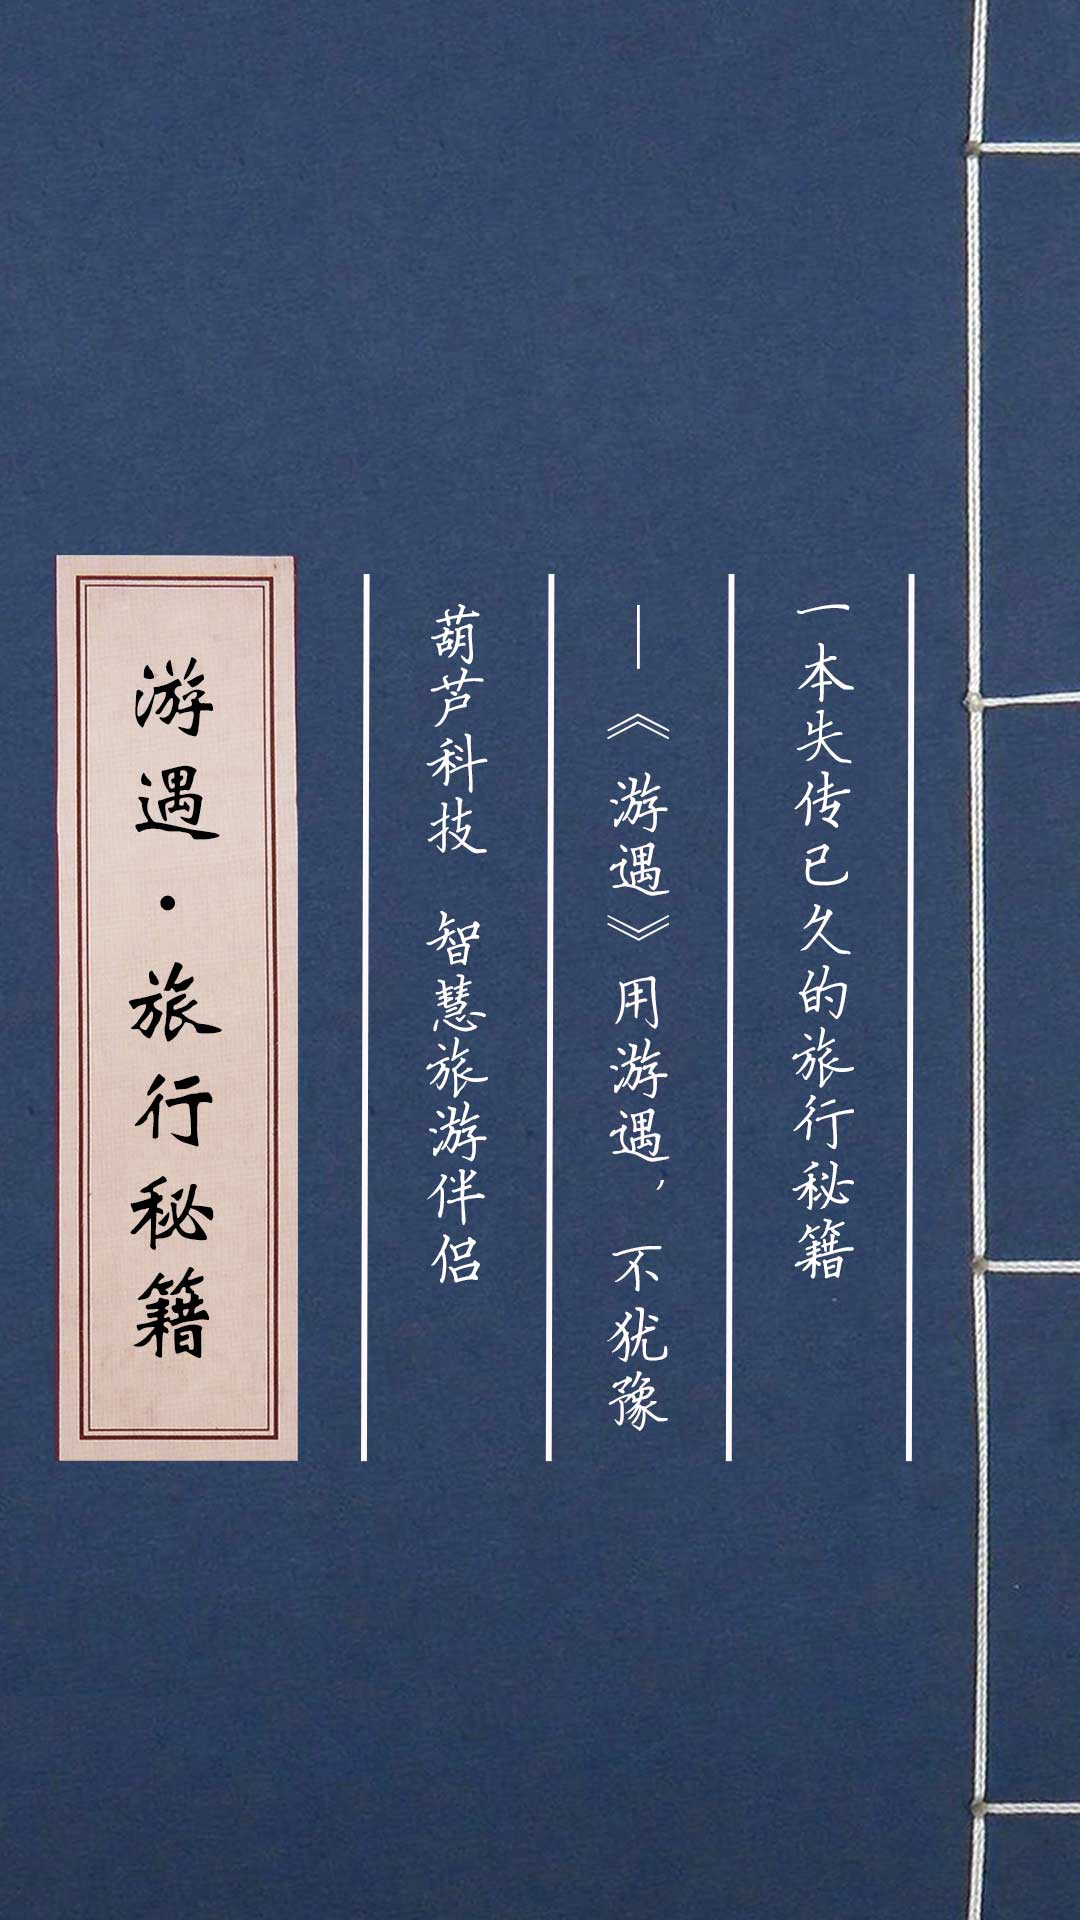 一本失传已久的旅行秘籍
—《游遇》用游遇，不犹豫
葫芦科技 智慧旅游伴侣
游遇·旅行秘籍